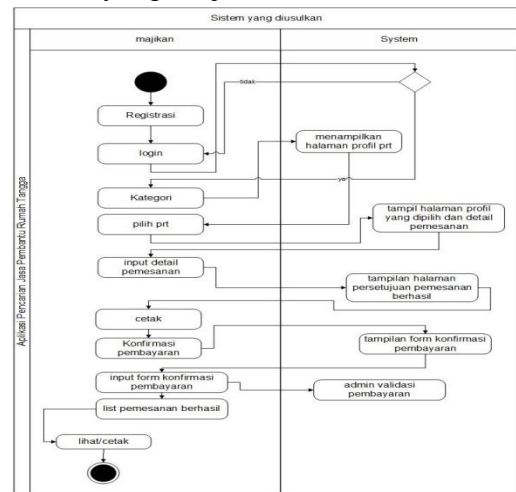 Sistem yang diusulkan
majikan
System
Aplikasi Pencarian Jasa Pembantu Rumah Tangga
tidak
Registrasi
login
menampilkan
halaman profil prt
ya
Kategori
pilih prt
tampil halaman profil
yang dipilih dan detail
pemesanan
input detail
pemesanan
tampilan halaman
persetujuan pemesanan
berhasil
cetak
Konfirmasi
pembayaran
tampilan form konfirmasi
pembayaran
input form konfirmasi
pembayaran
admin validasi
pembayaran
list pemesanan berhasil
lihat/cetak